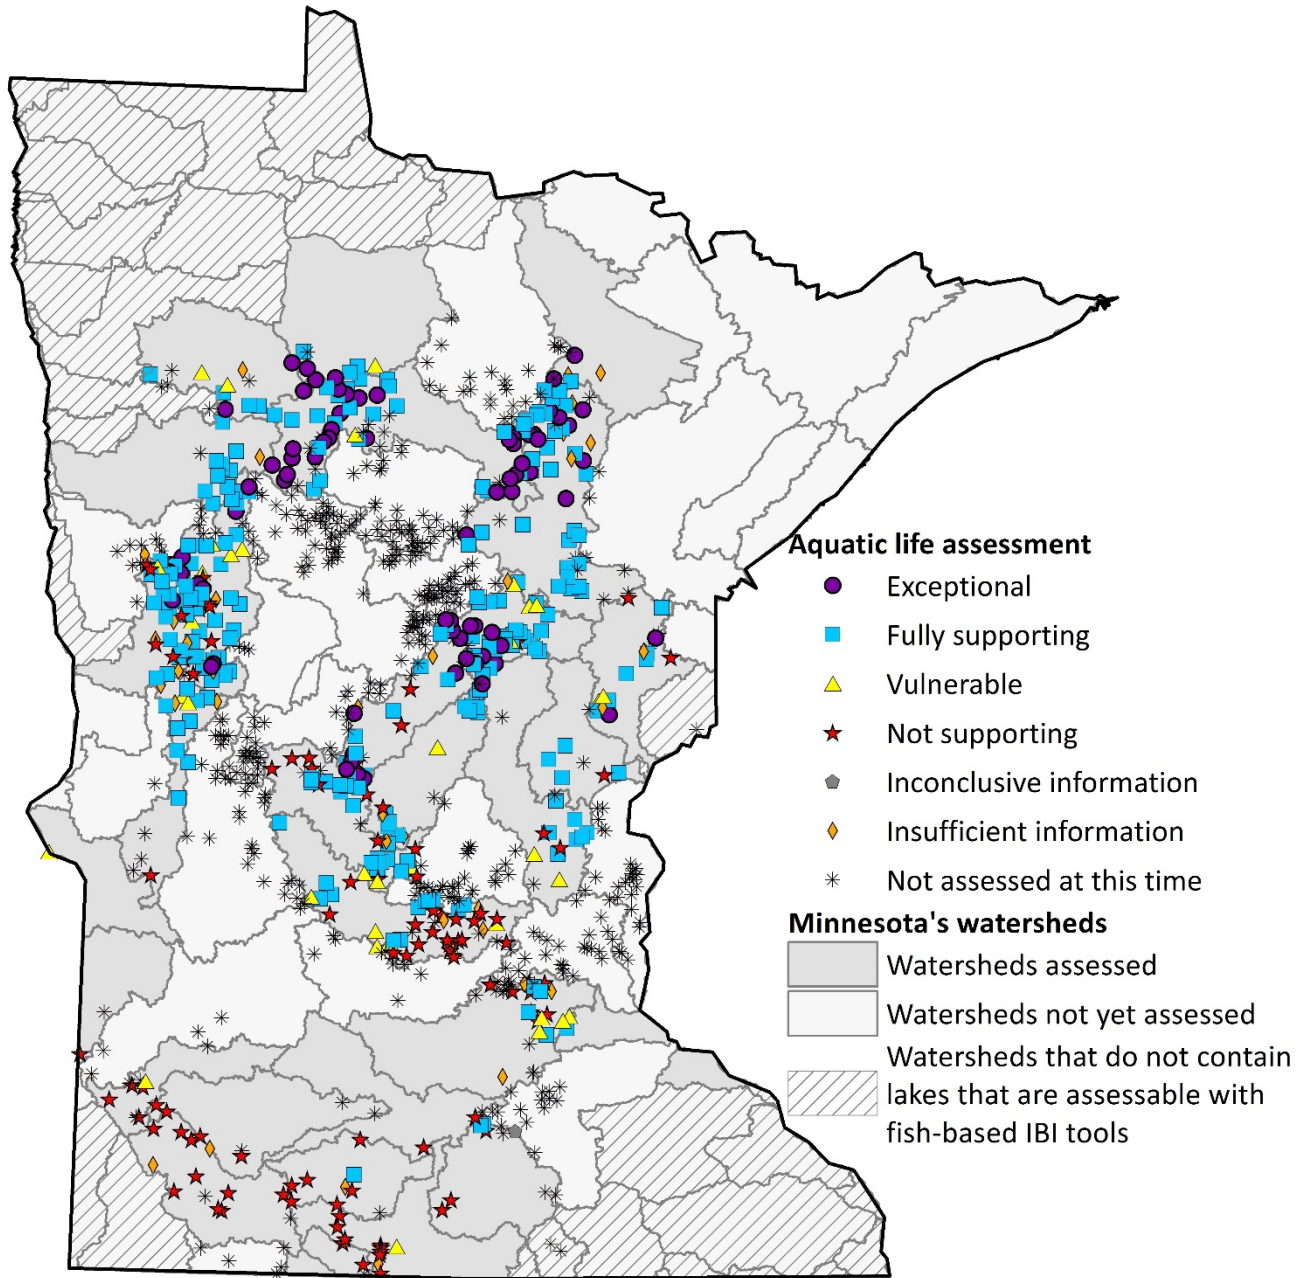 Aquatic life assessment
Exceptional
Fully supporting
Vulnerable
Not supporting
Inconclusive information
Insufficient information
Not assessed at this time
Minnesota's watersheds
Watersheds assessed
Watersheds not yet assessed
Watersheds that do not contain
lakes that are assessable with
fish-based IBI tools